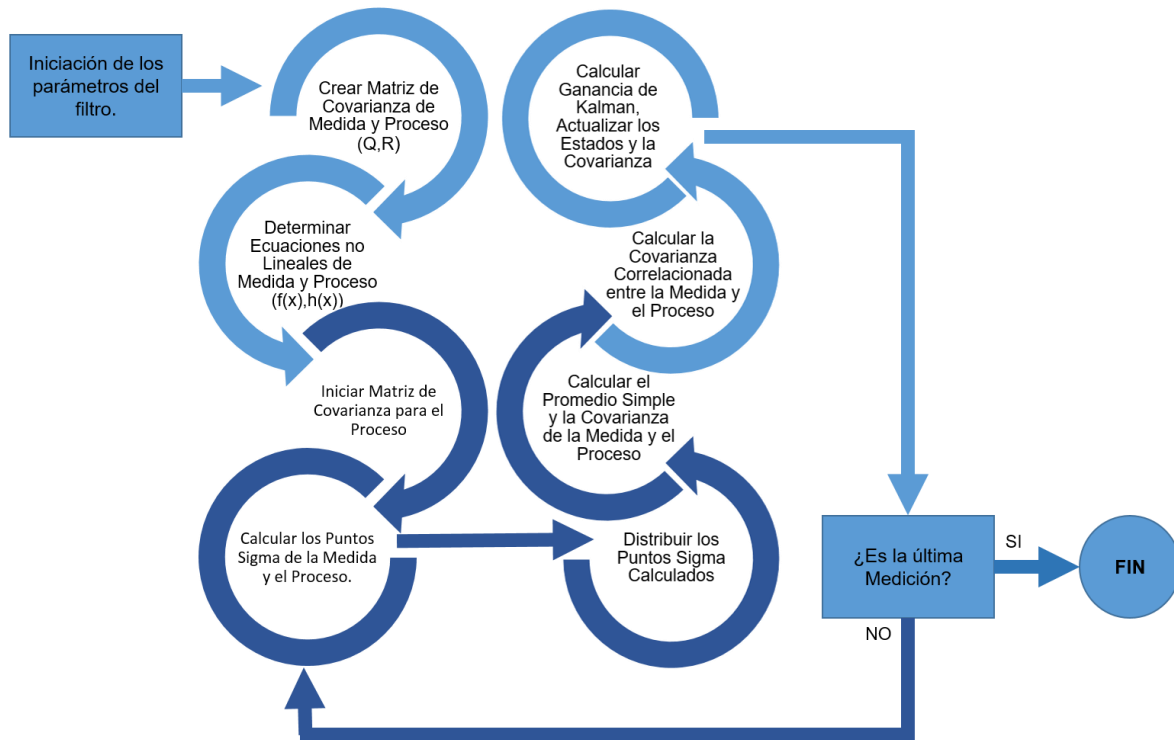 Iniciación de los
parámetros del
filtro.
Crear Matriz de
Covarianza de
Medida y Proceso
(Q,R)
Determinar
Ecuaciones no
Lineales de
Medida y Proceso
(f(x),h(x))
Iniciar Matriz de
Covarianza para el
Proceso
Calcular los Puntos
Sigma de la Medida
y el Proceso.
Distribuir los
Puntos Sigma
Calculados
Calcular el
Promedio Simple
y la Covarianza
de la Medida y el
Proceso
Calcular la
Covarianza
Correlacionada
entre la Medida y
el Proceso
Calcular
Ganancia de
Kalman,
Actualizar los
Estados y la
Covarianza
¿Es la última
Medición?
SI
FIN
NO